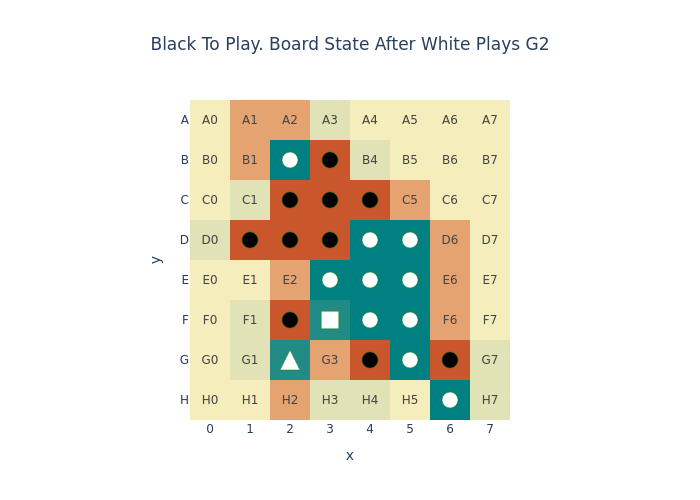 Black To Play. Board State After White Plays G2
A A0 A1 A2 A3 A4 A5 A6 A7
B B0 B1 B4 B5 B6 B7
C C0 C1 C5 C6 C7
D D0 D6 D7
y
E E0 E1 E2 E6 E7
F F0 F1 F6 F7
G G0 G1 G3 G7
H H0 H1 H2 H3 H4 H5 H7
0 1 2 3 4 5 6 7
x